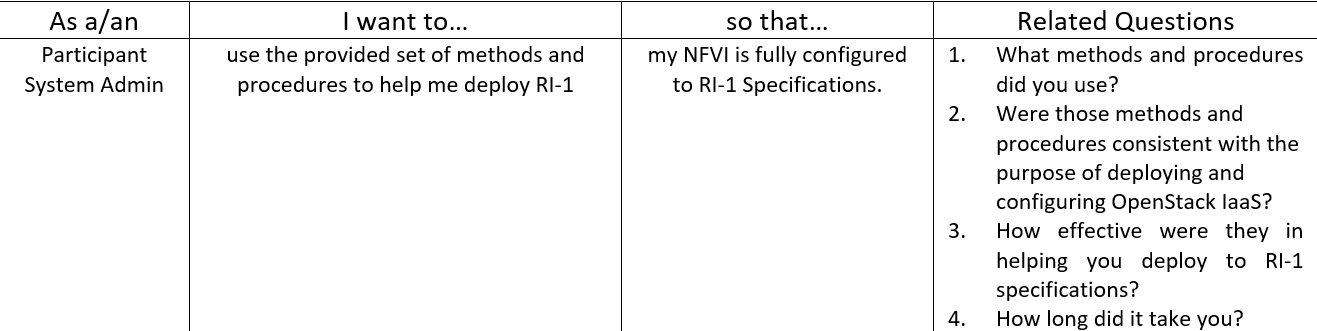 As a/an I want to… so that… Related Questions
Participant
System Admin
use the provided set of methods and
procedures to help me deploy RI-1
my NFVI is fully configured
to RI-1 Specifications.
1. What methods and procedures
did you use?
2. Were those methods and
procedures consistent with the
purpose of deploying and
configuring OpenStack IaaS?
3. How effective were they in
helping you deploy to RI-1
specifications?
4. How long did it take you?